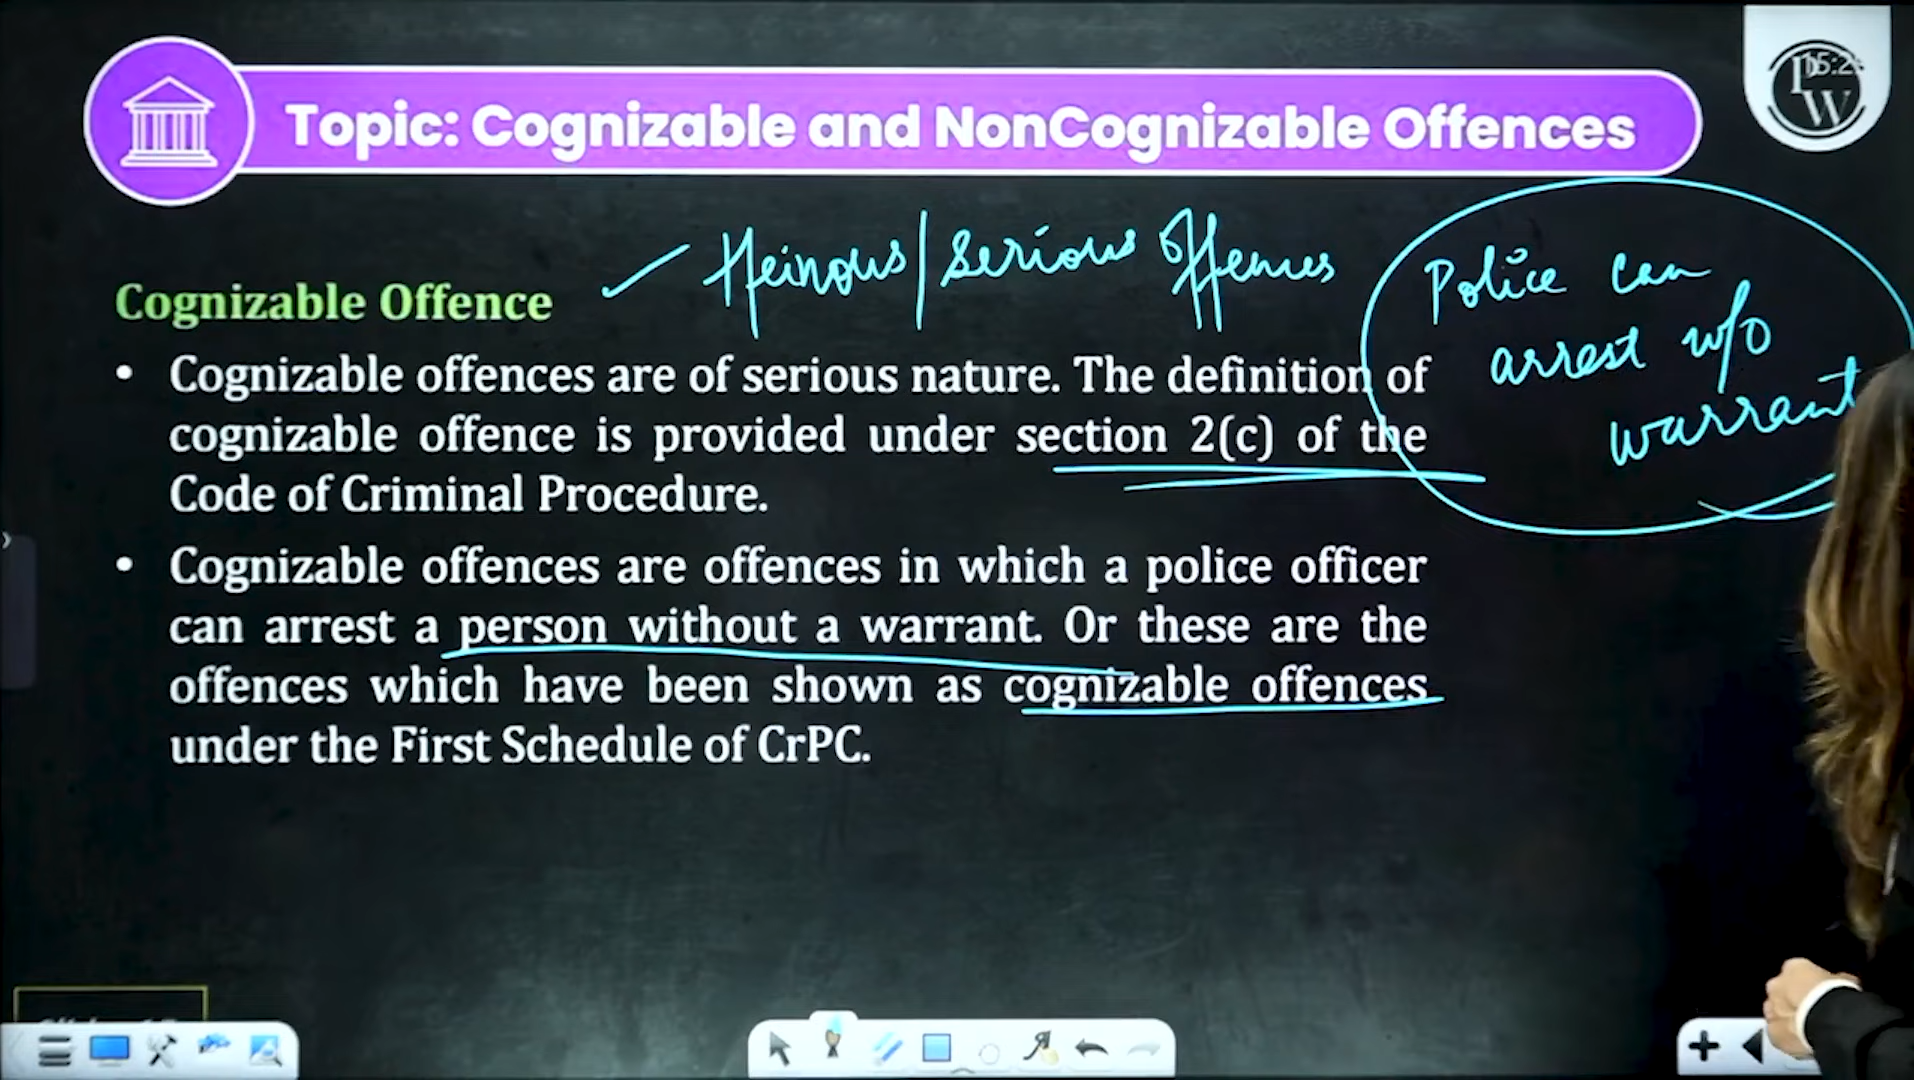 Topic: Cognizable and NonCognizable Offences
Heinous/Serious Offences
Police can
arrest w/o
warrant
Cognizable Offence
• Cognizable offences are of serious nature. The definition of
cognizable offence is provided under section 2(c) of the
Code of Criminal Procedure.
• Cognizable offences are offences in which a police officer
can arrest a person without a warrant. Or these are the
offences which have been shown as cognizable offences
under the First Schedule of CrPC.
PW